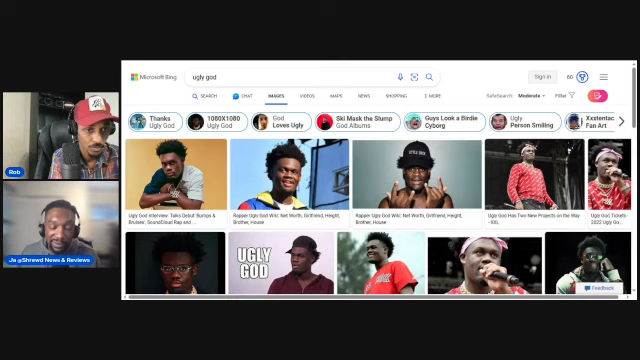 Microsoft Bing
ugly god
Sign in
60
SEARCH
CHAT
IMAGES
VIDEOS
MAPS
NEWS
SHOPPING
MORE
SafeSearch: Moderate
Filter
Thanks
Ugly God
1080X1080
Ugly God
God
Loves Ugly
Ski Mask the Slump
God Albums
Guys Look a Birdie
Cyborg
Ugly
Person Smiling
Xxxtentac
Fan Art
Rob
Ja @Shrewd News & Reviews
Ugly God Interview: Talks Debut 'Bumps &
Bruises', SoundCloud Rap and ...
Rapper Ugly God Wiki: Net Worth, Girlfriend, Height,
Brother, House
Rapper Ugly God Wiki: Net Worth, Girlfriend, Height,
Brother, House
Ugly God Has Two New Projects on the Way
- XXL
Ugly God Tickets -
2022 Ugly Go...
UGLY
GOD
Feedback